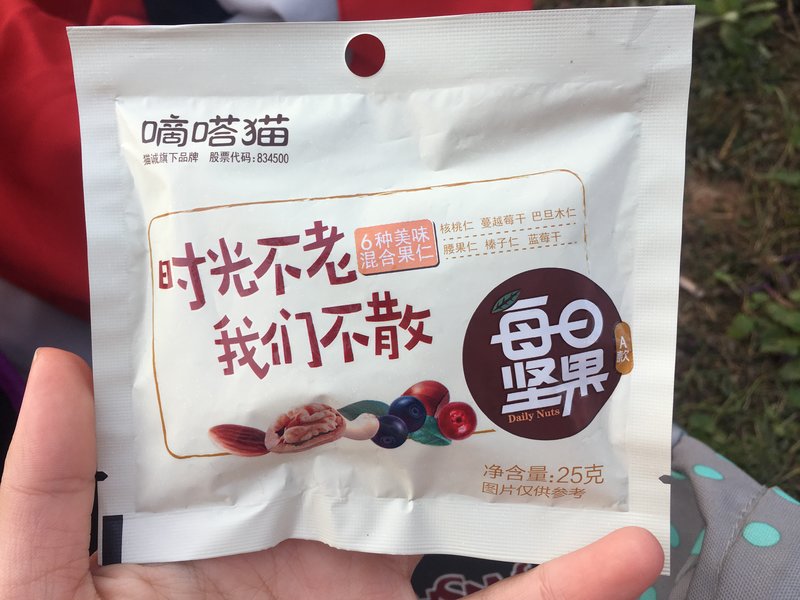 嘀嗒猫
猫诚旗下品牌 股票代码:834500
时光不老
我们不散
6种美味
混合果仁
核桃仁 蔓越莓干 巴旦木仁
腰果仁 榛子仁 蓝莓干
每日
坚果
Daily Nuts
A
款
净含量:25克
图片仅供参考